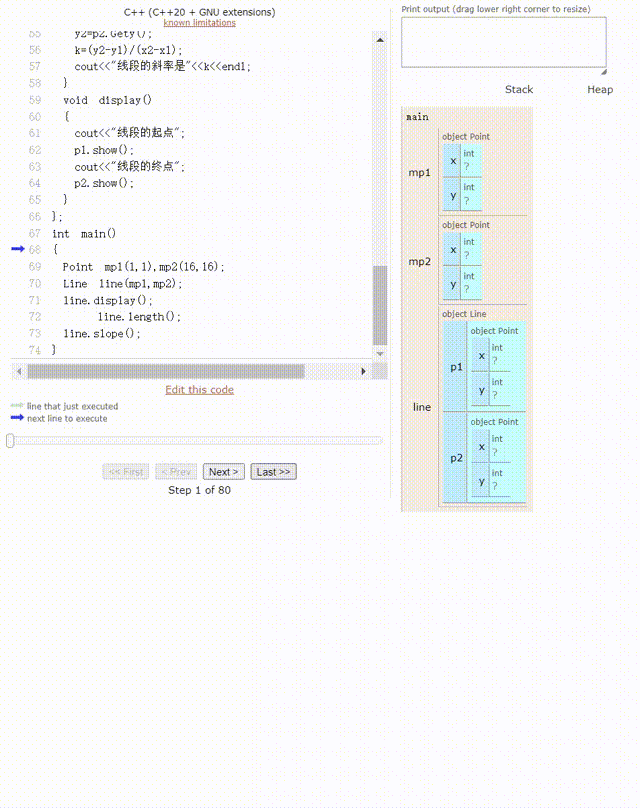 C++ (C++20 + GNU extensions)
known limitations
55 y2=p2.Gety();
56 k=(y2-y1)/(x2-x1);
57 cout<<"线段的斜率是"<<k<<endl;
58 }
59 void display()
60 {
61 cout<<"线段的起点";
62 p1.show();
63 cout<<"线段的终点";
64 p2.show();
65 }
66 };
67 int main()
68 {
69 Point mp1(1,1),mp2(16,16);
70 Line line(mp1,mp2);
71 line.display();
72 line.length();
73 line.slope();
74 }
Edit this code
line that just executed
next line to execute
<< First < Prev Next > Last >>
Step 1 of 80
Print output (drag lower right corner to resize)
Stack Heap
main
mp1
object Point
x int ?
y int ?
mp2
object Point
x int ?
y int ?
line
object Line
p1
object Point
x int ?
y int ?
p2
object Point
x int ?
y int ?